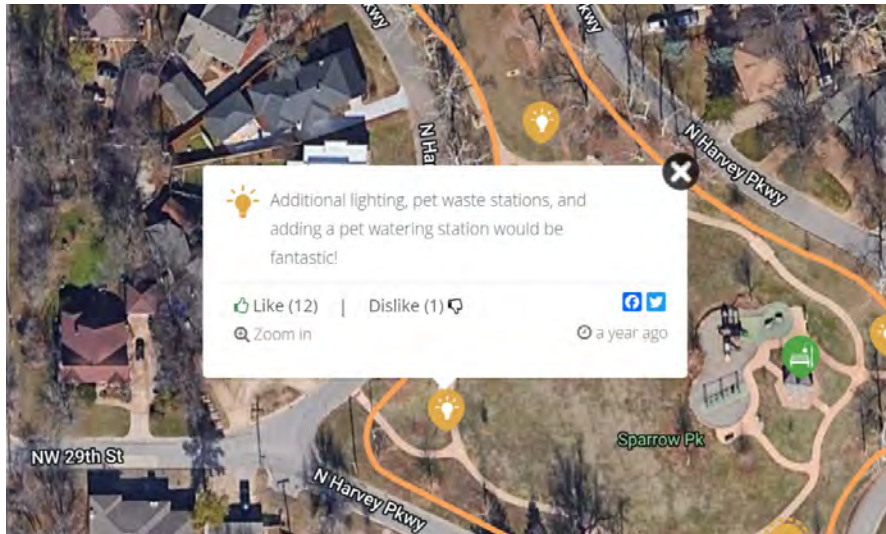 Pkwy
N Ha
N Harvey Pkwy
Additional lighting, pet waste stations, and
adding a pet watering station would be
fantastic!
Like (12) | Dislike (1)
Zoom in
a year ago
Sparrow Pk
NW 29th St
N Harvey Pkwy